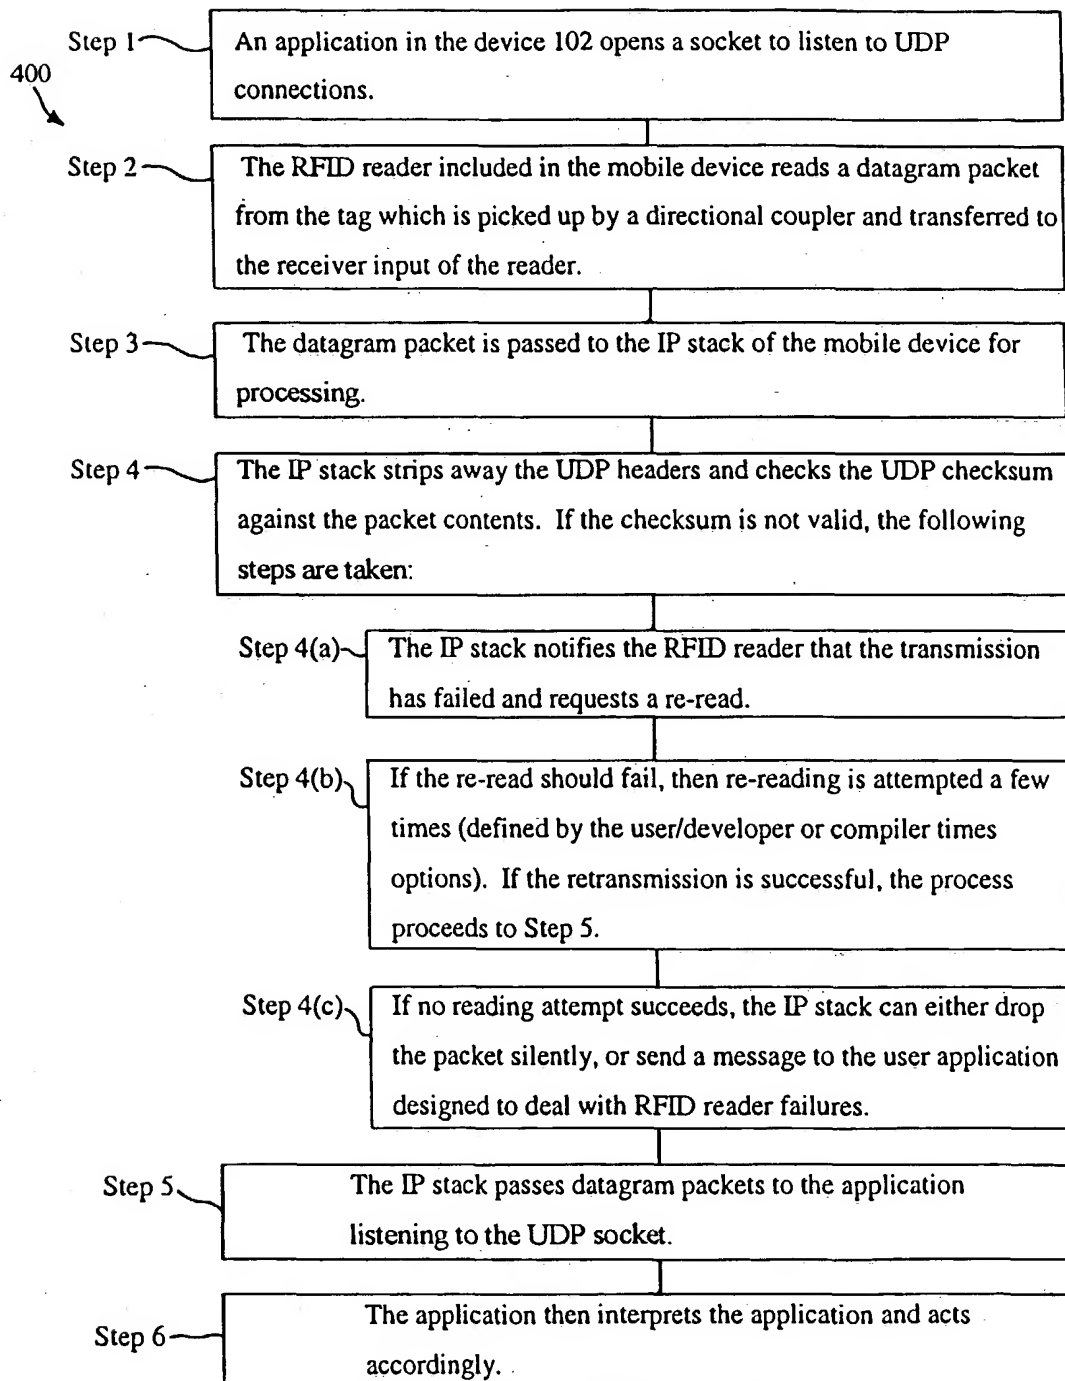 Step 1
An application in the device 102 opens a socket to listen to UDP
connections.
400
Step 2
The RFID reader included in the mobile device reads a datagram packet
from the tag which is picked up by a directional coupler and transferred to
the receiver input of the reader.
Step 3
The datagram packet is passed to the IP stack of the mobile device for
processing.
Step 4
The IP stack strips away the UDP headers and checks the UDP checksum
against the packet contents. If the checksum is not valid, the following
steps are taken:
Step 4(a)
The IP stack notifies the RFID reader that the transmission
has failed and requests a re-read.
Step 4(b)
If the re-read should fail, then re-reading is attempted a few
times (defined by the user/developer or compiler times
options). If the retransmission is successful, the process
proceeds to Step 5.
Step 4(c)
If no reading attempt succeeds, the IP stack can either drop
the packet silently, or send a message to the user application
designed to deal with RFID reader failures.
Step 5
The IP stack passes datagram packets to the application
listening to the UDP socket.
Step 6
The application then interprets the application and acts
accordingly.